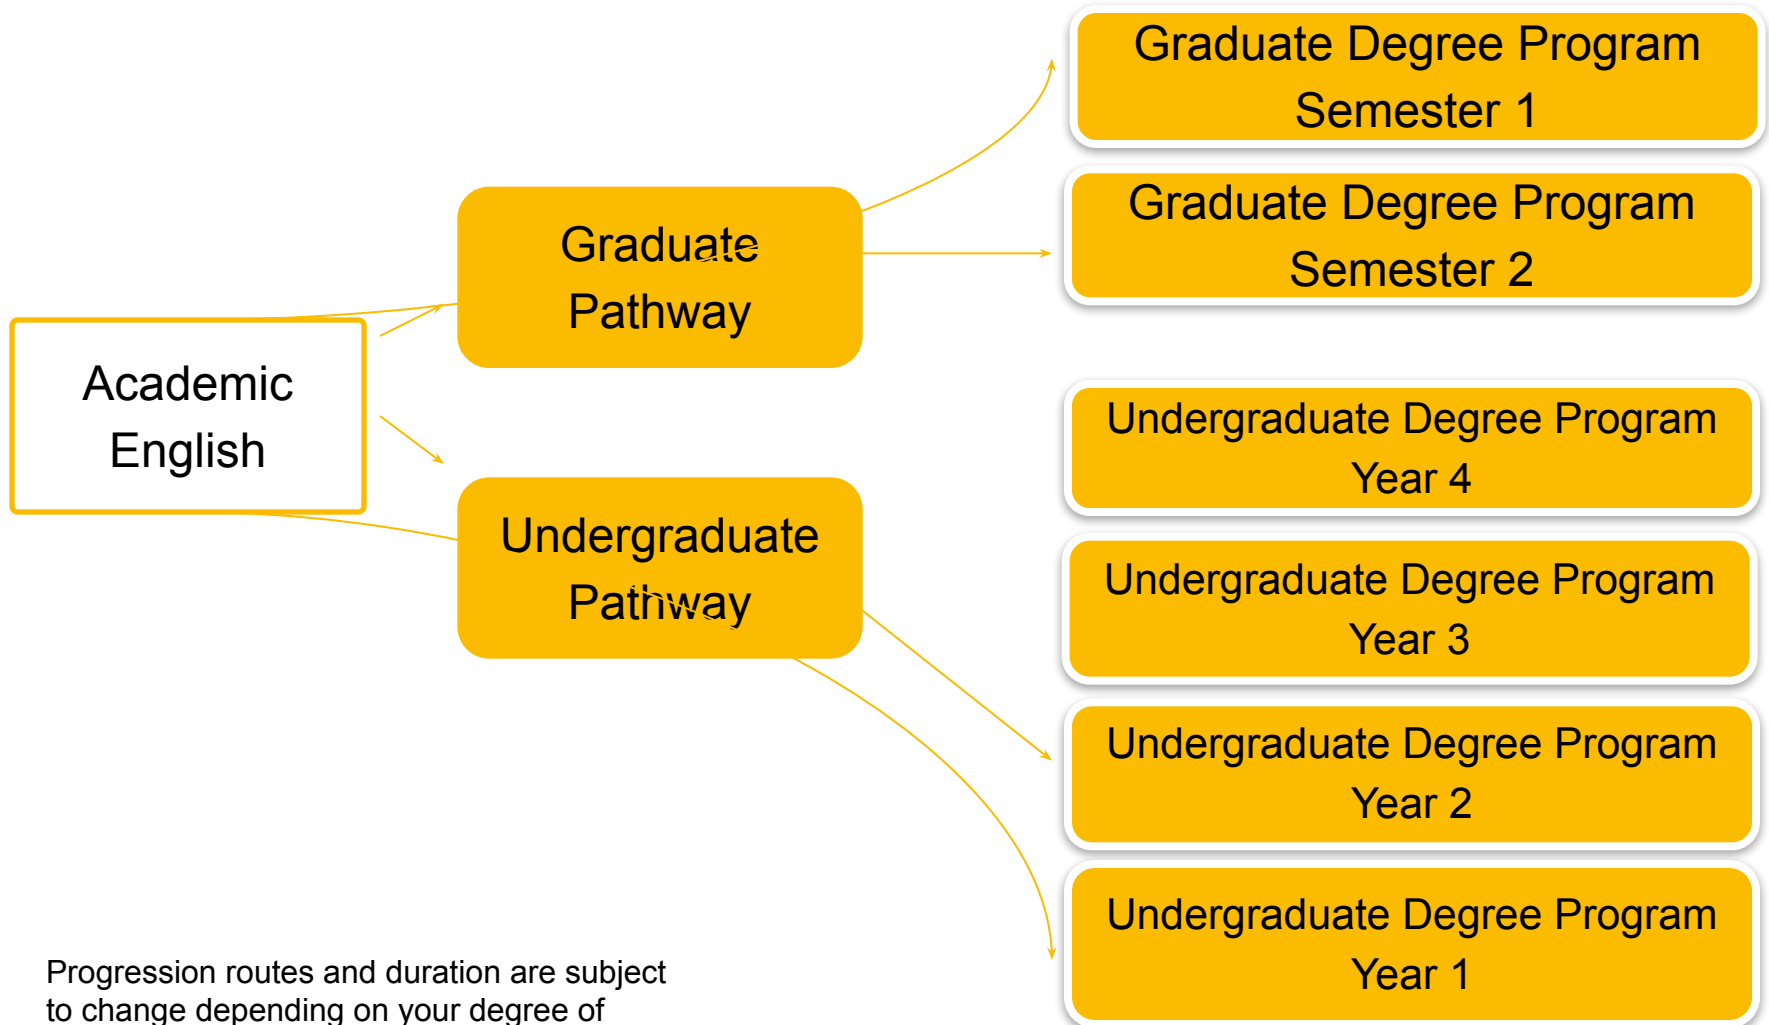 Academic
English
Graduate
Pathway
Undergraduate
Pathway
Graduate Degree Program
Semester 1
Graduate Degree Program
Semester 2
Undergraduate Degree Program
Year 4
Undergraduate Degree Program
Year 3
Undergraduate Degree Program
Year 2
Undergraduate Degree Program
Year 1
Progression routes and duration are subject
to change depending on your degree of